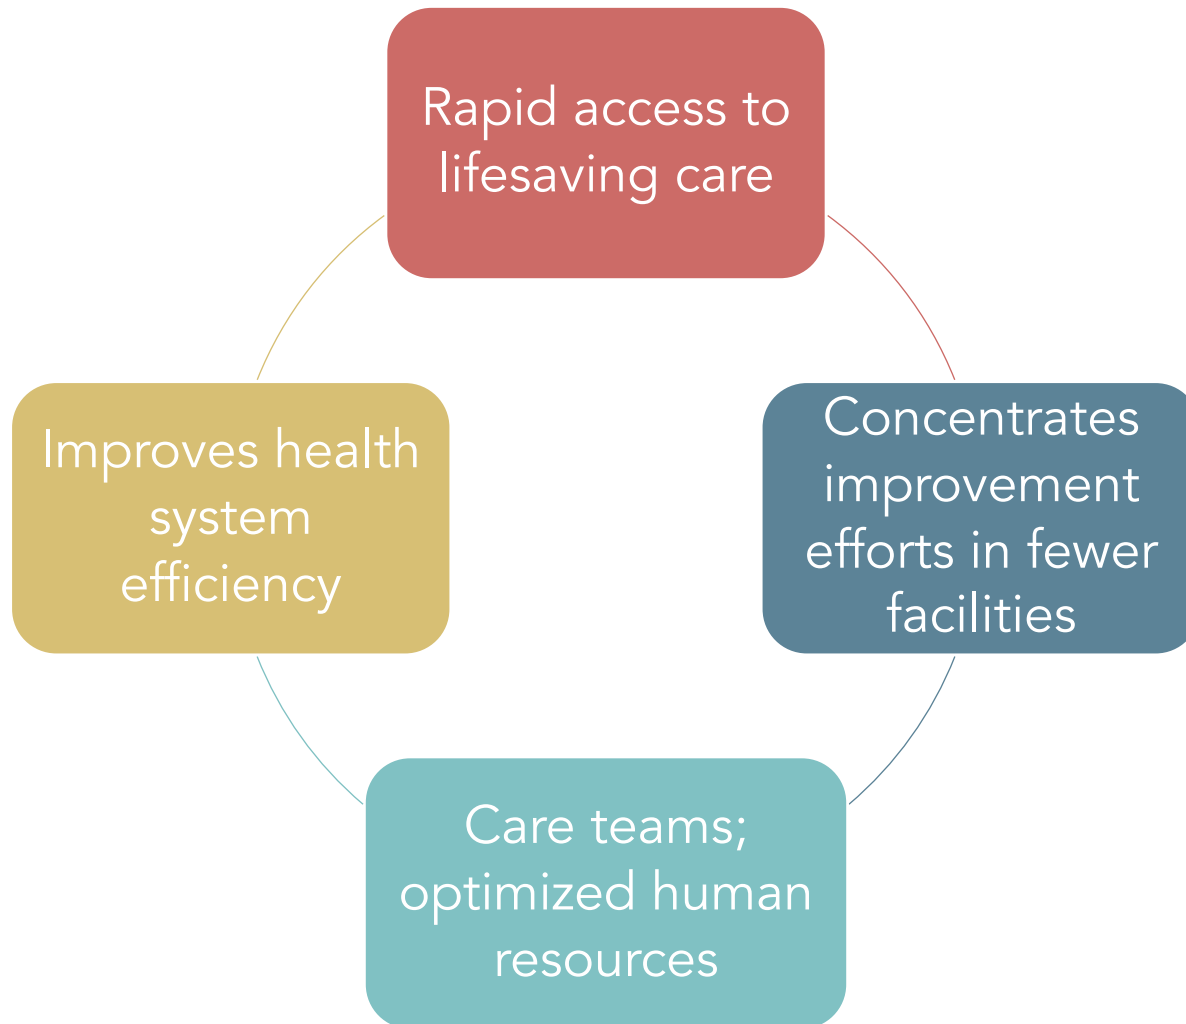 Rapid access to
lifesaving care
Improves health
system
efficiency
Concentrates
improvement
efforts in fewer
facilities
Care teams;
optimized human
resources